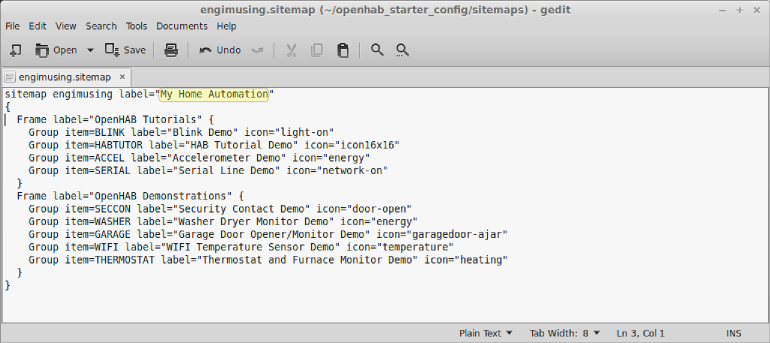 engimusing.sitemap (~/openhab_starter_config/sitemaps) - gedit
File Edit View Search Tools Documents Help
Open Save Undo
engimusing.sitemap ×
sitemap engimusing label="My Home Automation"
{
  Frame label="OpenHAB Tutorials" {
    Group item=BLINK label="Blink Demo" icon="light-on"
    Group item=HABTUTOR label="HAB Tutorial Demo" icon="icon16x16"
    Group item=ACCEL label="Accelerometer Demo" icon="energy"
    Group item=SERIAL label="Serial Line Demo" icon="network-on"
  }
  Frame label="OpenHAB Demonstrations" {
    Group item=SECCON label="Security Contact Demo" icon="door-open"
    Group item=WASHER label="Washer Dryer Monitor Demo" icon="energy"
    Group item=GARAGE label="Garage Door Opener/Monitor Demo" icon="garagedoor-ajar"
    Group item=WIFI label="WIFI Temperature Sensor Demo" icon="temperature"
    Group item=THERMOSTAT label="Thermostat and Furnace Monitor Demo" icon="heating"
  }
}
Plain Text Tab Width: 8 Ln 3, Col 1 INS